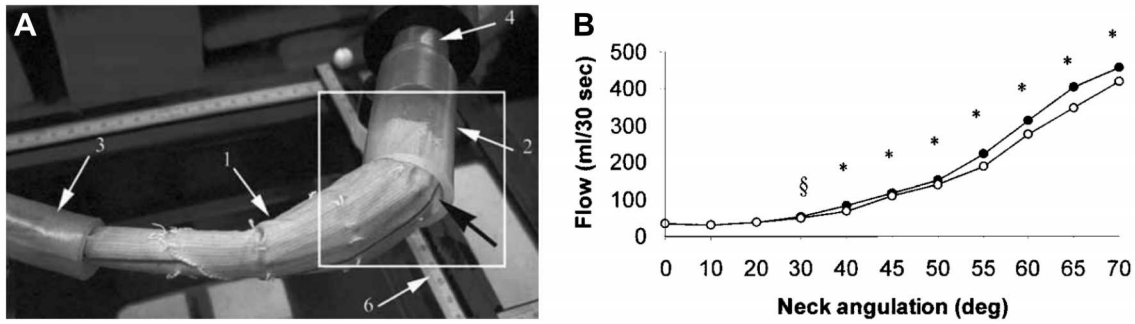 A
4
2
3
1
6
B
Flow (ml/30 sec)
500
400
300
200
100
0
§ * * * * * * *
0 10 20 30 40 45 50 55 60 65 70
Neck angulation (deg)